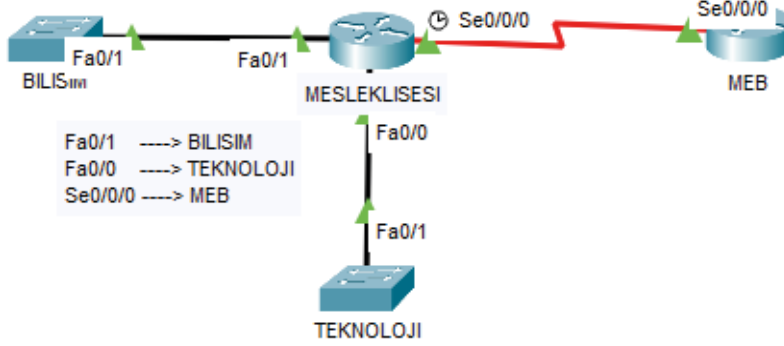 Se0/0/0
Se0/0/0
Fa0/1
Fa0/1
BILISIM
MEB
MESLEKLISESI
Fa0/0
Fa0/1 ----> BILISIM
Fa0/0 ----> TEKNOLOJI
Se0/0/0 ----> MEB
Fa0/1
TEKNOLOJI